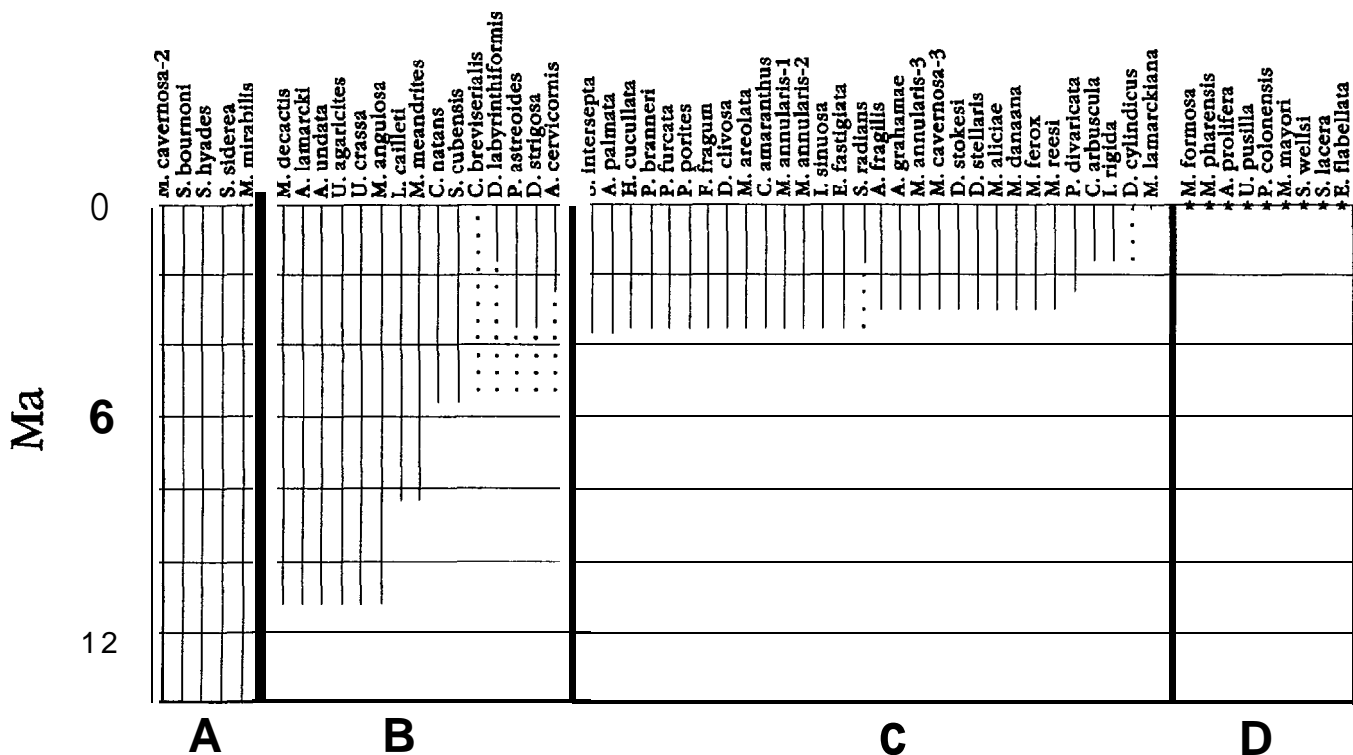 M. cavernosa-2
S. bournoni
S. hyades
S. siderea
M. mirabilis
M. decactis
A. lamarcki
A. undata
U. agaricites
U. crassa
M. anguiosa
L. cailleti
M. meandrites
C. natans
S. cubensis
C. breviserialis
D. labyrinthiformis
P. astreoides
D. strigosa
A. cervicornis
intersepta
A. palmata
H. cucullata
P. branneri
P. furcata
P. porites
F. fragum
D. clivosa
M. areolata
C. amaranthus
M. annularis-1
M. annularis-2
I. sinuosa
E. fastigiata
S. radians
A. fragilis
A. grahamae
M. annularis-3
M. cavernosa-3
D. stokesi
D. stellaris
M. aliciae
M. danaana
M. ferox
M. reesi
P. divaricata
C. arbuscula
I. rigida
D. cylindicus
M. lamarckiana
*M. formosa
*M. pharensis
*A. prolifera
*U. pusilla
*P. colonensis
*M. mayori
*S. wellsi
*S. lacera
*E. flabellata
0
Ma
6
12
A
B
C
D